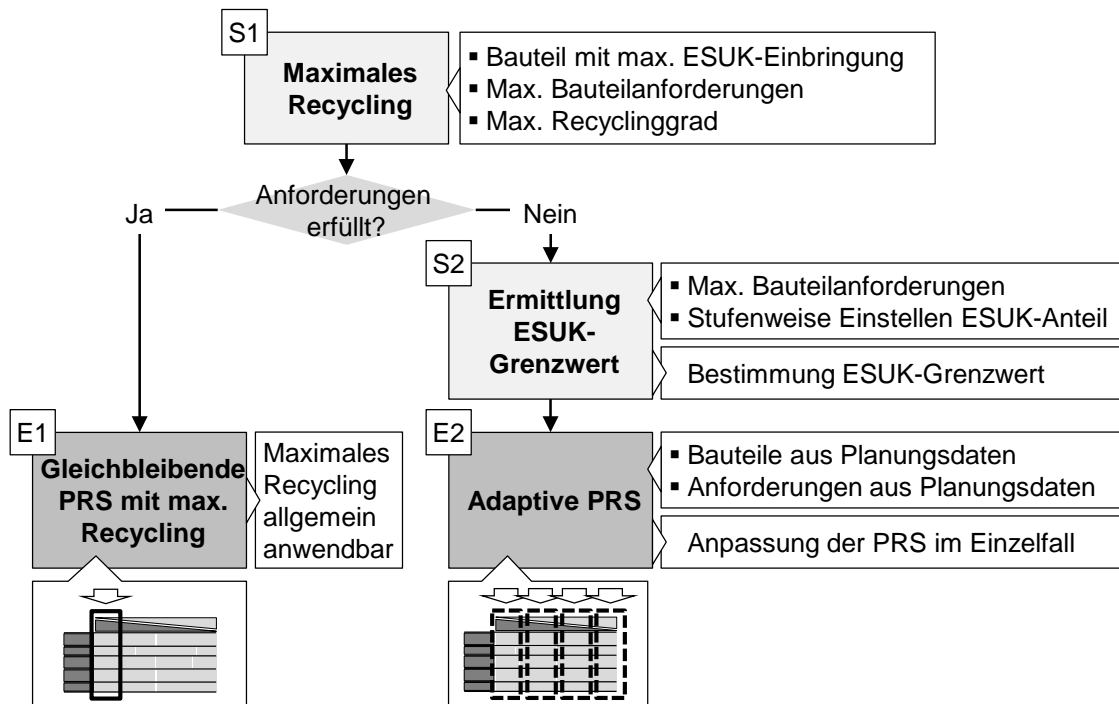 S1
Maximales
Recycling
▪ Bauteil mit max. ESUK-Einbringung
▪ Max. Bauteilanforderungen
▪ Max. Recyclinggrad
Anforderungen
erfüllt?
Ja
Nein
S2
Ermittlung
ESUK-
Grenzwert
▪ Max. Bauteilanforderungen
▪ Stufenweise Einstellen ESUK-Anteil
Bestimmung ESUK-Grenzwert
E1
Gleichbleibende
PRS mit max.
Recycling
Maximales
Recycling
allgemein
anwendbar
E2
Adaptive PRS
▪ Bauteile aus Planungsdaten
▪ Anforderungen aus Planungsdaten
Anpassung der PRS im Einzelfall